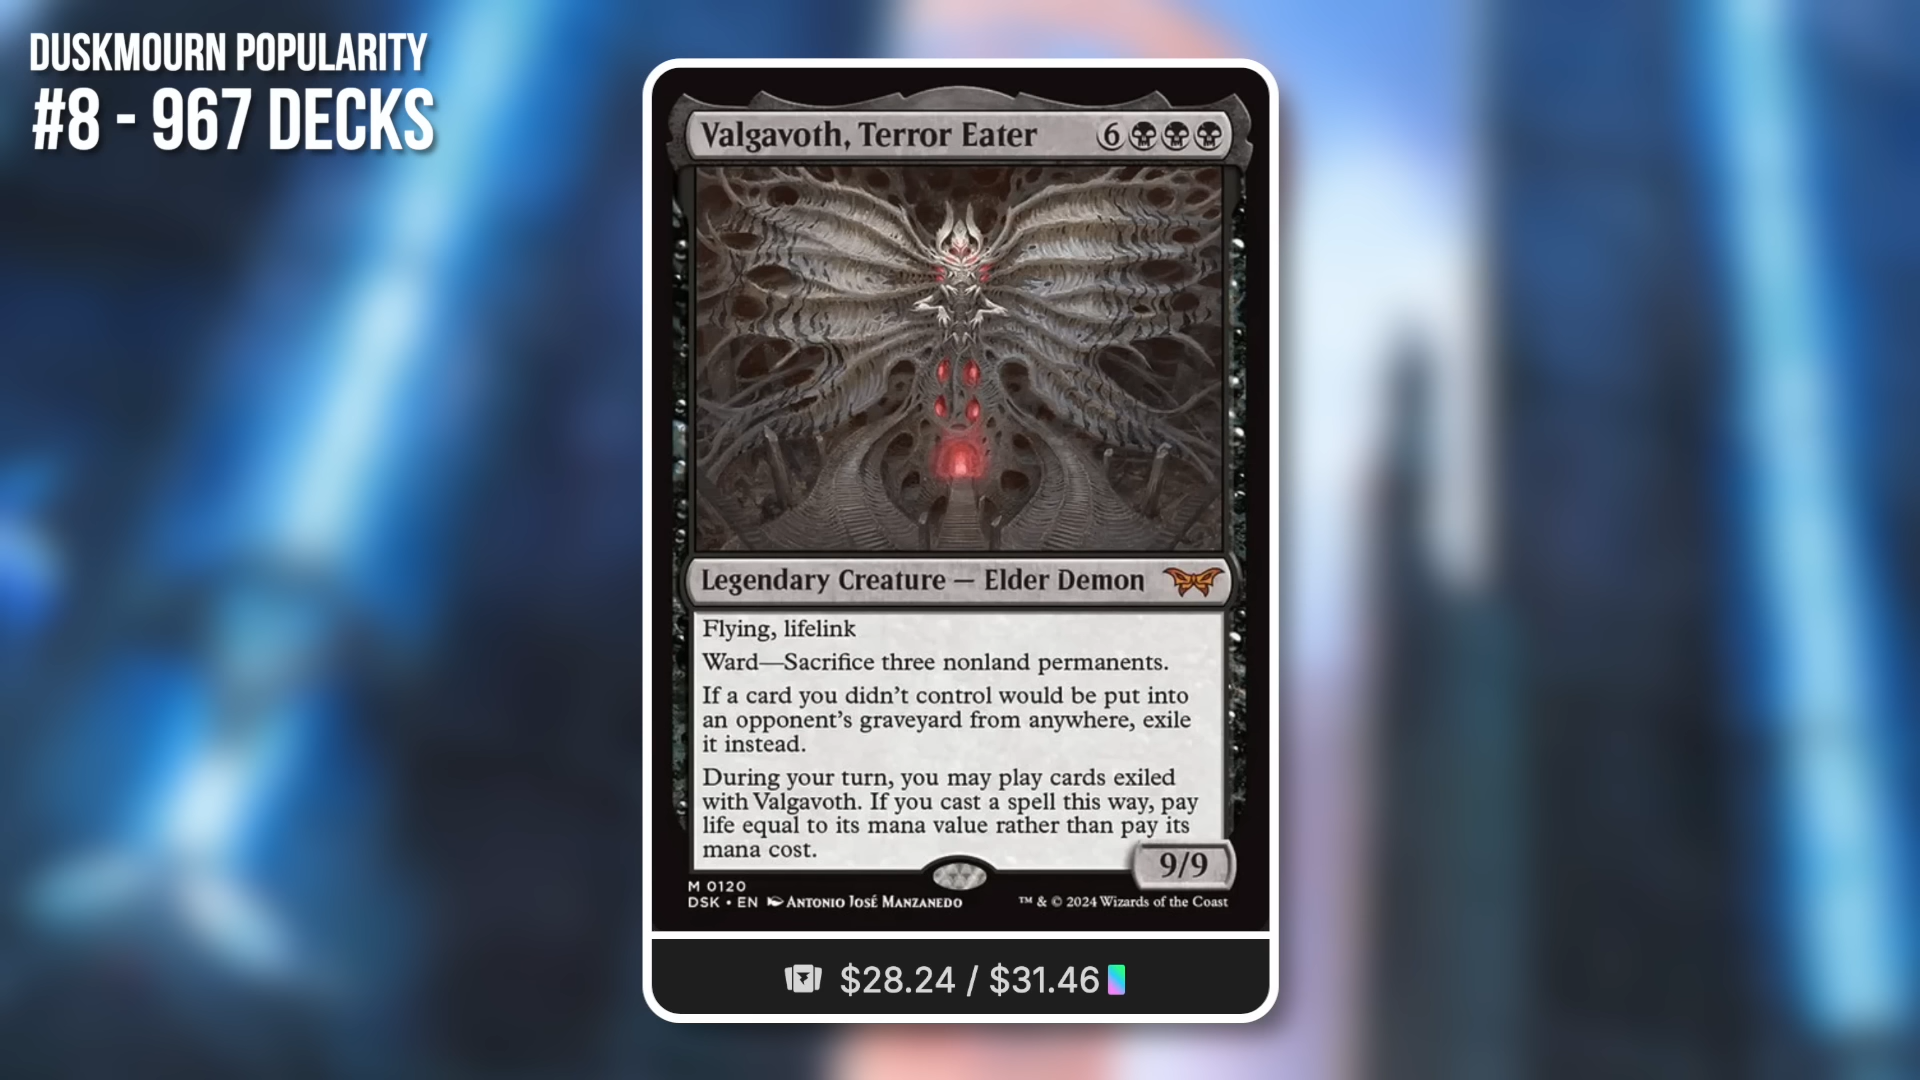 DUSKMOURN POPULARITY
#8 - 967 DECKS
Valgavoth, Terror Eater 6
Legendary Creature — Elder Demon
Flying, lifelink
Ward—Sacrifice three nonland permanents.
If a card you didn't control would be put into
an opponent's graveyard from anywhere, exile
it instead.
During your turn, you may play cards exiled
with Valgavoth. If you cast a spell this way, pay
life equal to its mana value rather than pay its
mana cost.
9/9
M 0120
DSK • EN Antonio José Manzanedo ™ & © 2024 Wizards of the Coast
$28.24 / $31.46